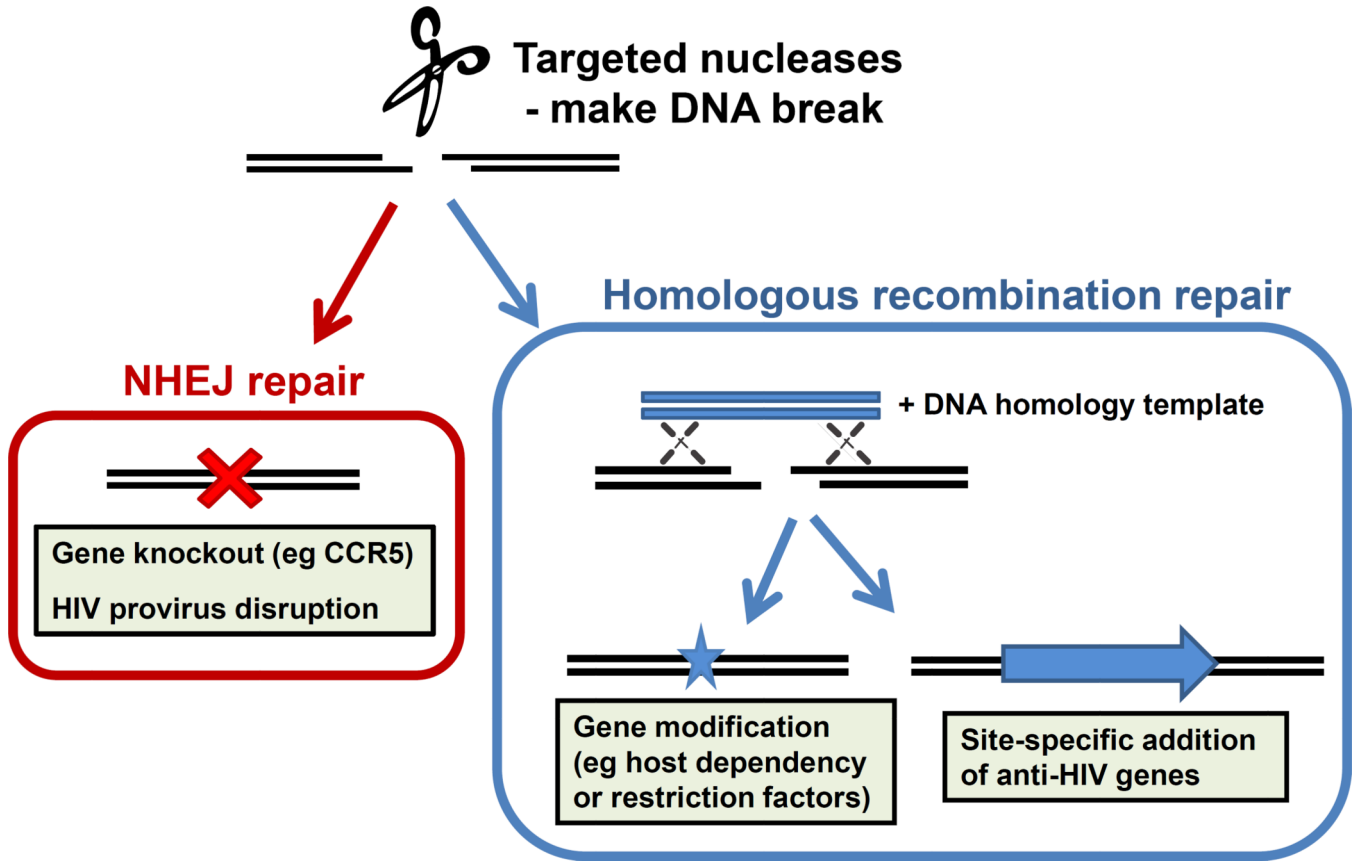 Targeted nucleases
- make DNA break
Homologous recombination repair
NHEJ repair
+ DNA homology template
Gene knockout (eg CCR5)
HIV provirus disruption
Gene modification
(eg host dependency
or restriction factors)
Site-specific addition
of anti-HIV genes